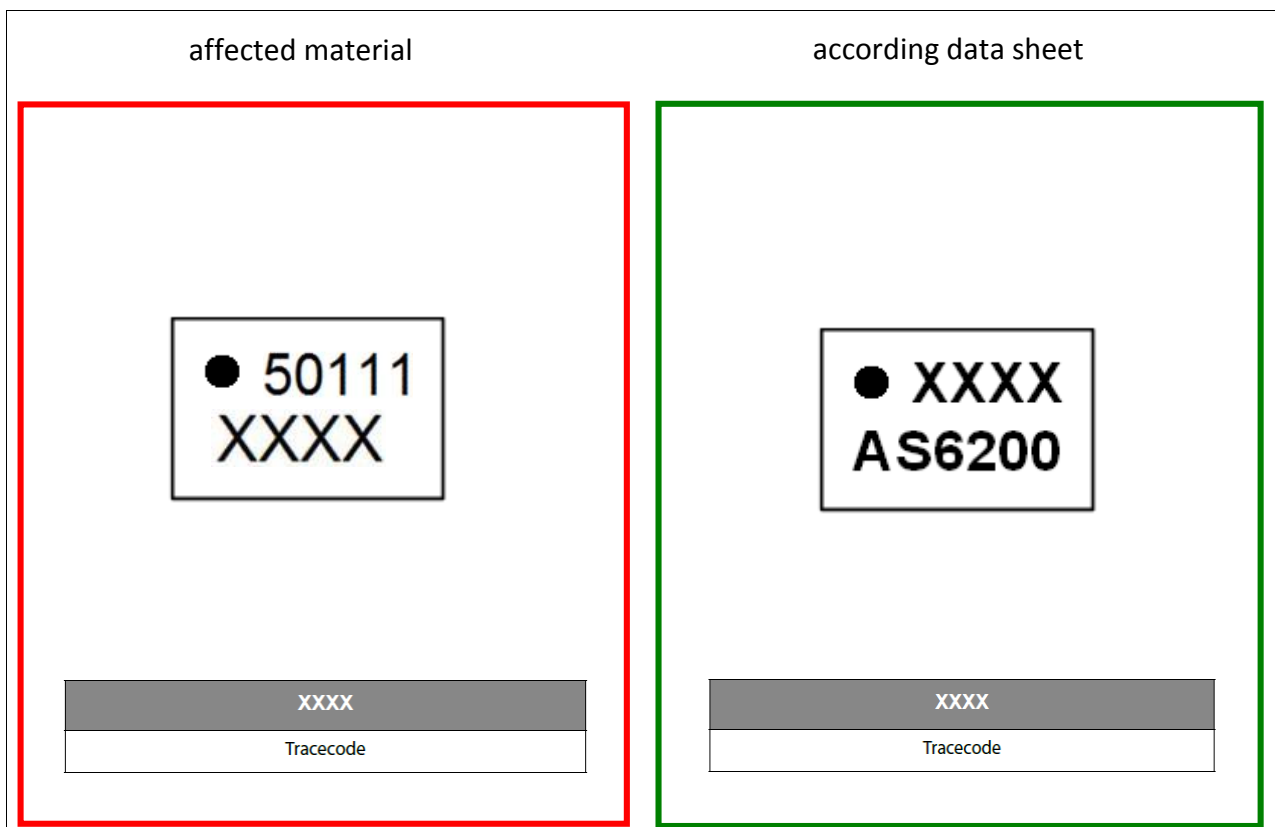 affected material
50111
XXXX
XXXX
Tracecode
according data sheet
XXXX
AS6200
XXXX
Tracecode